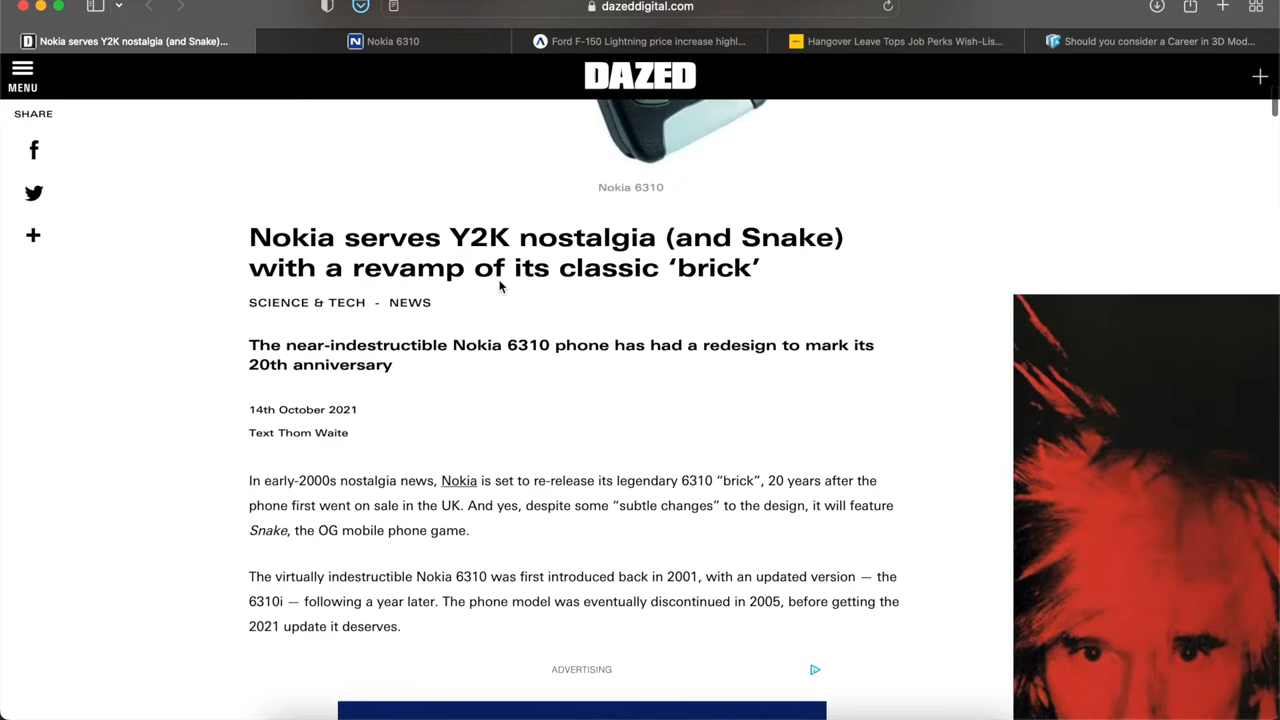 dazeddigital.com
Nokia serves Y2K nostalgia (and Snake)...
Nokia 6310
Ford F-150 Lightning price increase highl...
Hangover Leave Tops Job Perks Wish-Lis...
Should you consider a Career in 3D Mod...
MENU
DAZED
SHARE
Nokia 6310
Nokia serves Y2K nostalgia (and Snake)
with a revamp of its classic ‘brick’
SCIENCE & TECH - NEWS
The near-indestructible Nokia 6310 phone has had a redesign to mark its
20th anniversary
14th October 2021
Text Thom Waite
In early-2000s nostalgia news, Nokia is set to re-release its legendary 6310 “brick”, 20 years after the
phone first went on sale in the UK. And yes, despite some “subtle changes” to the design, it will feature
Snake, the OG mobile phone game.
The virtually indestructible Nokia 6310 was first introduced back in 2001, with an updated version — the
6310i — following a year later. The phone model was eventually discontinued in 2005, before getting the
2021 update it deserves.
ADVERTISING